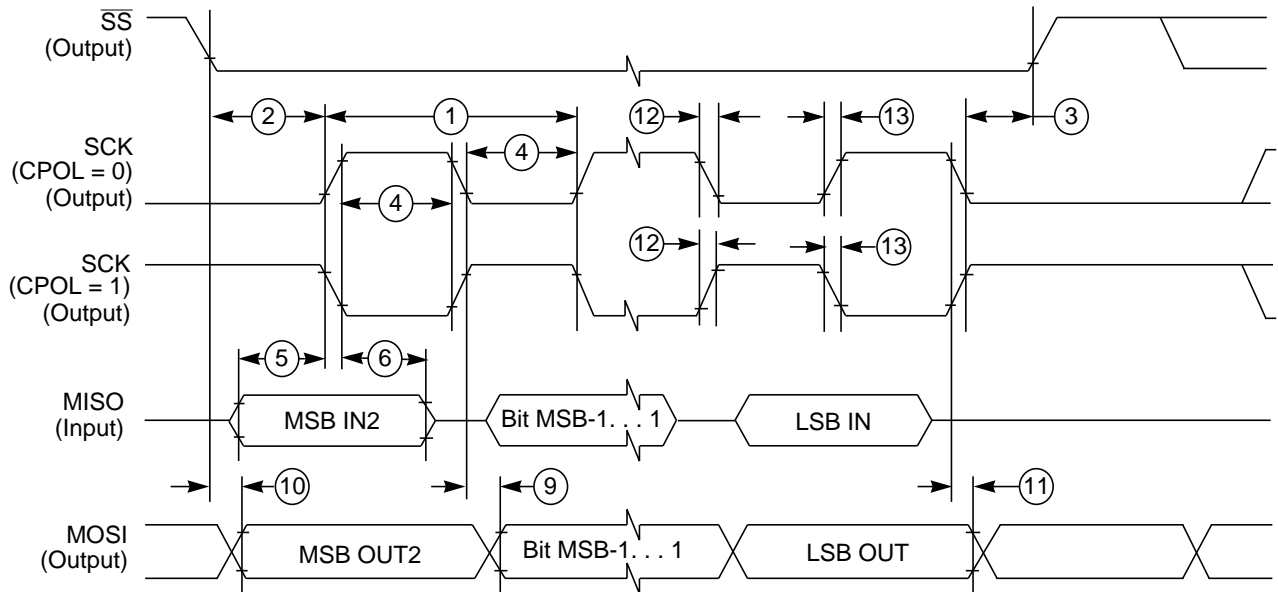 SS
(Output)
2
1
12
13
3
SCK
(CPOL = 0)
(Output)
4
4
12
13
SCK
(CPOL = 1)
(Output)
5
6
MISO
(Input)
MSB IN2
Bit MSB-1. . . 1
LSB IN
10
9
11
MOSI
(Output)
MSB OUT2
Bit MSB-1. . . 1
LSB OUT